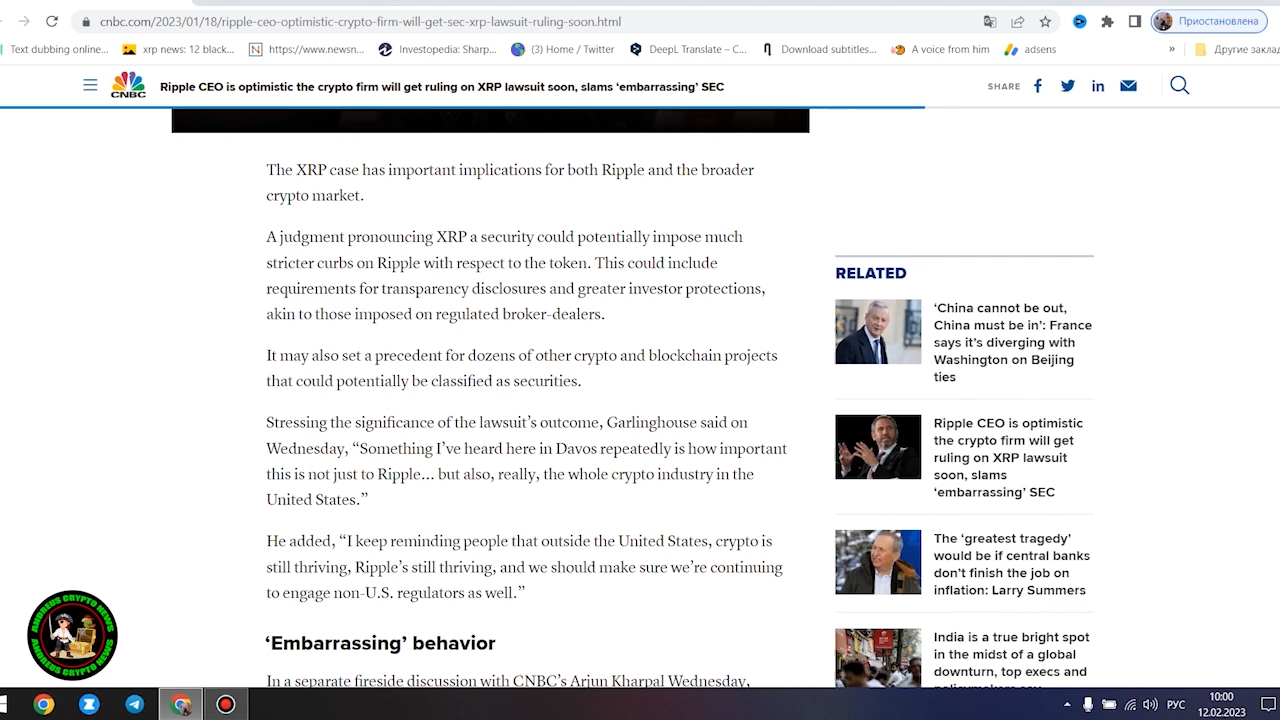 cnbc.com/2023/01/18/ripple-ceo-optimistic-crypto-firm-will-get-sec-xrp-lawsuit-ruling-soon.html
Приостановлена
Text dubbing online...
xrp news: 12 black...
https://www.newsn...
Investopedia: Sharp...
(3) Home / Twitter
DeepL Translate – C...
Download subtitles...
A voice from him
adsens
»
Другие закла
CNBC
Ripple CEO is optimistic the crypto firm will get ruling on XRP lawsuit soon, slams ‘embarrassing’ SEC
SHARE
The XRP case has important implications for both Ripple and the broader
crypto market.
A judgment pronouncing XRP a security could potentially impose much
stricter curbs on Ripple with respect to the token. This could include
requirements for transparency disclosures and greater investor protections,
akin to those imposed on regulated broker-dealers.
It may also set a precedent for dozens of other crypto and blockchain projects
that could potentially be classified as securities.
Stressing the significance of the lawsuit’s outcome, Garlinghouse said on
Wednesday, “Something I’ve heard here in Davos repeatedly is how important
this is not just to Ripple… but also, really, the whole crypto industry in the
United States.”
He added, “I keep reminding people that outside the United States, crypto is
still thriving, Ripple’s still thriving, and we should make sure we’re continuing
to engage non-U.S. regulators as well.”
‘Embarrassing’ behavior
In a separate fireside discussion with CNBC’s Arjun Kharpal Wednesday,
RELATED
‘China cannot be out,
China must be in’: France
says it’s diverging with
Washington on Beijing
ties
Ripple CEO is optimistic
the crypto firm will get
ruling on XRP lawsuit
soon, slams
‘embarrassing’ SEC
The ‘greatest tragedy’
would be if central banks
don’t finish the job on
inflation: Larry Summers
India is a true bright spot
in the midst of a global
downturn, top execs and
policymakers say
ANDREUS CRYPTO NEWS
ANDREUS CRYPTO NEWS
РУС
10:00
12.02.2023